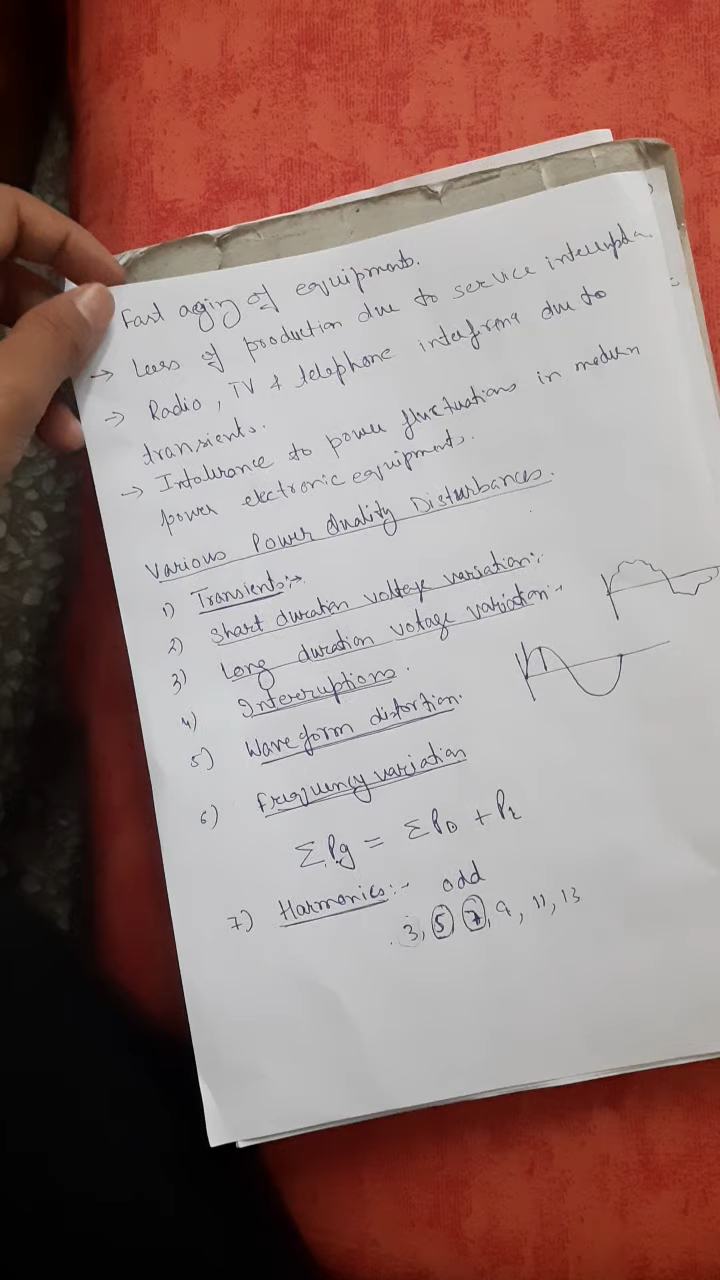 Fast aging of equipments.
→ Loss of production due to service interruption
→ Radio, TV & telephone interference due to
transients.
→ Intolerance to power fluctuations in modern
power electronic equipments.
Various Power Quality Disturbances.
1) Transients:→
2) Short duration voltage variation:-
3) Long duration votage variation:-
4) Interruptions.
5) Waveform distortion.
6) Frequency variation
ΣPg = ΣPD + PL
7) Harmonics:- odd
3, 5 7, 9, 11, 13